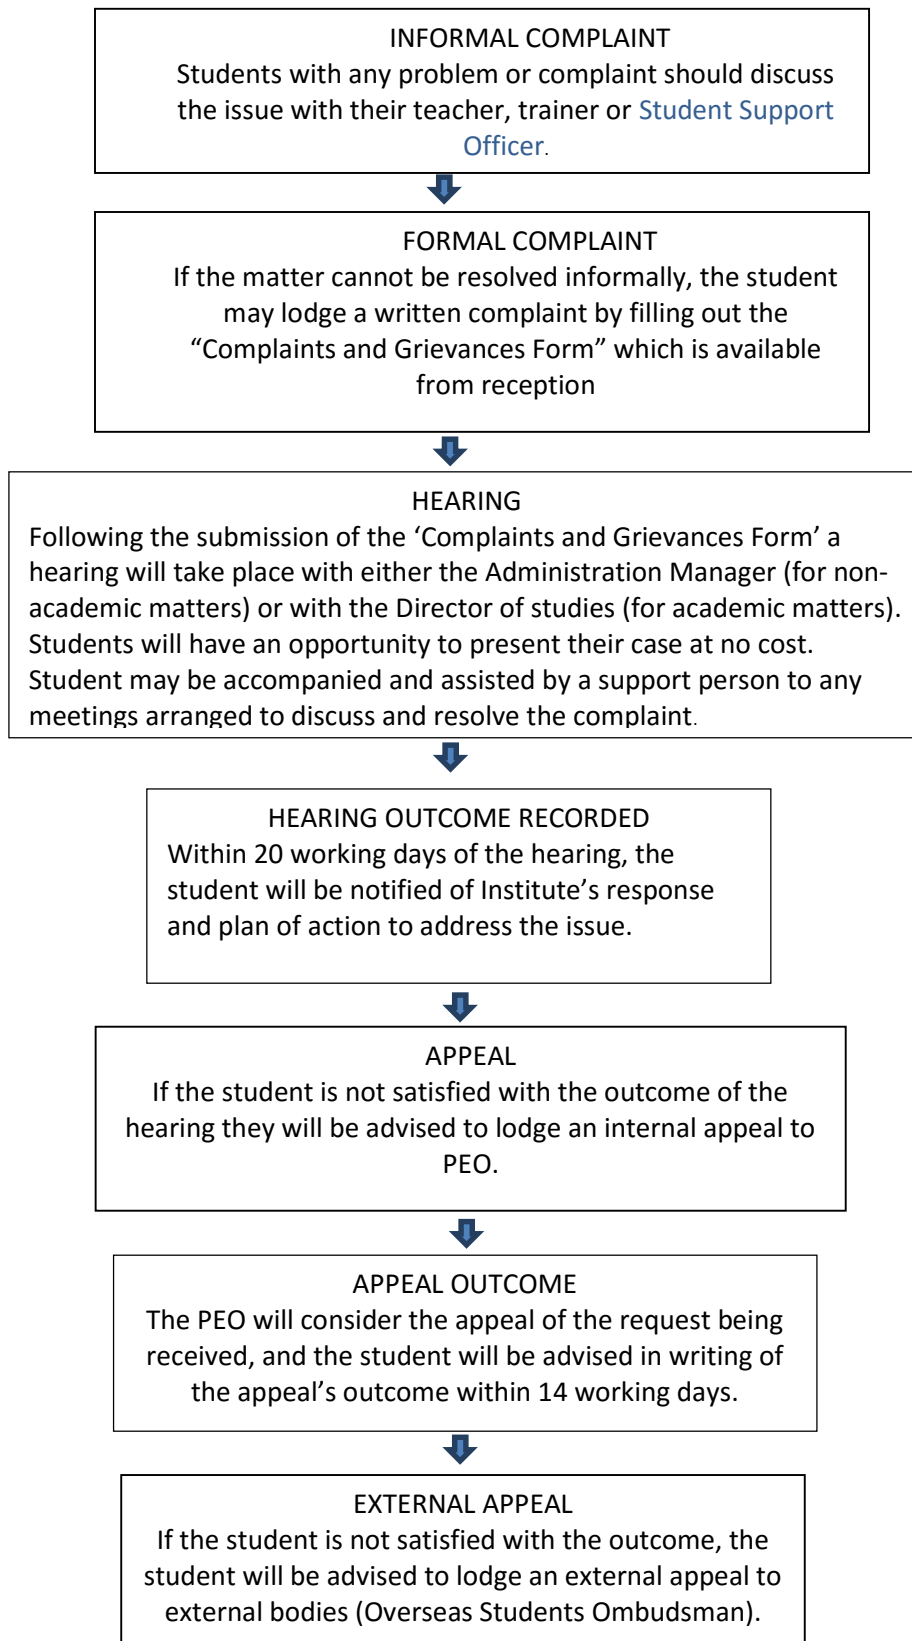 INFORMAL COMPLAINT
Students with any problem or complaint should discuss
the issue with their teacher, trainer or Student Support
Officer.
FORMAL COMPLAINT
If the matter cannot be resolved informally, the student
may lodge a written complaint by filling out the
“Complaints and Grievances Form” which is available
from reception
HEARING
Following the submission of the ‘Complaints and Grievances Form’ a
hearing will take place with either the Administration Manager (for non-
academic matters) or with the Director of studies (for academic matters).
Students will have an opportunity to present their case at no cost.
Student may be accompanied and assisted by a support person to any
meetings arranged to discuss and resolve the complaint.
HEARING OUTCOME RECORDED
Within 20 working days of the hearing, the
student will be notified of Institute’s response
and plan of action to address the issue.
APPEAL
If the student is not satisfied with the outcome of the
hearing they will be advised to lodge an internal appeal to
PEO.
APPEAL OUTCOME
The PEO will consider the appeal of the request being
received, and the student will be advised in writing of
the appeal’s outcome within 14 working days.
EXTERNAL APPEAL
If the student is not satisfied with the outcome, the
student will be advised to lodge an external appeal to
external bodies (Overseas Students Ombudsman).